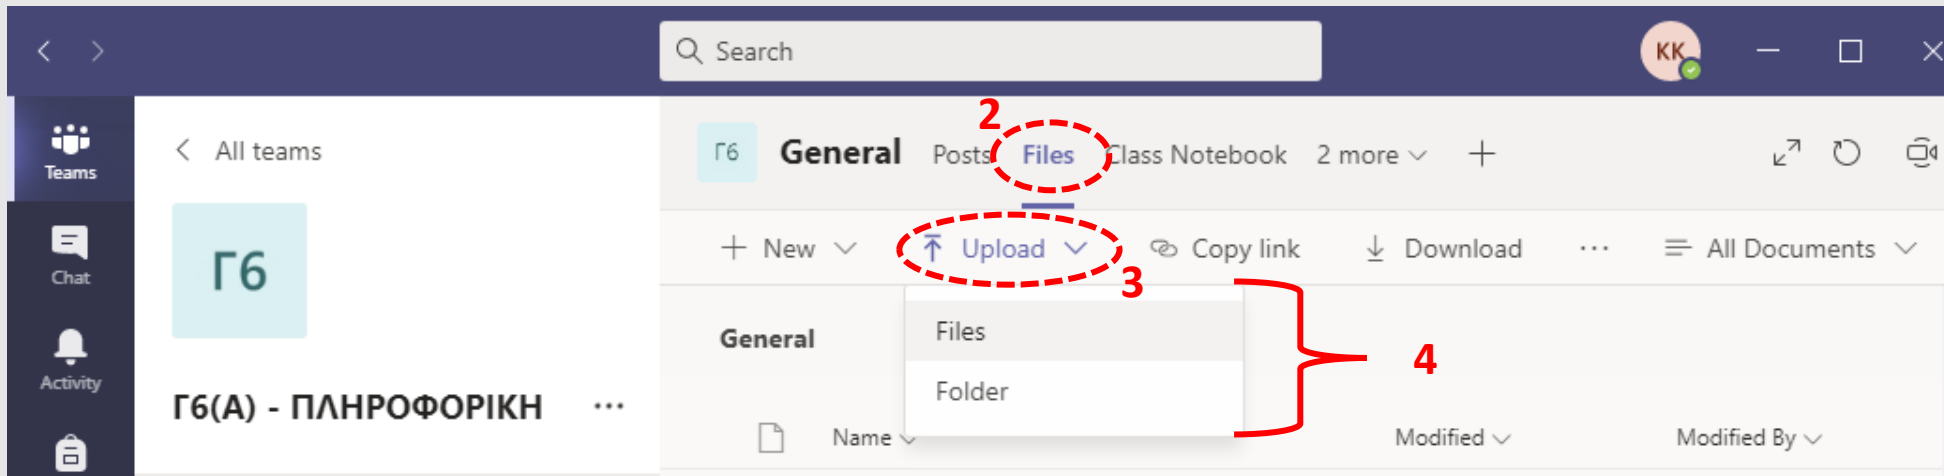 Search
KK
2
Teams
All teams
Γ6
General
Posts
Files
Class Notebook
2 more
Chat
Γ6
New
Upload
Copy link
Download
All Documents
3
Activity
General
Files
4
Folder
Γ6(Α) - ΠΛΗΡΟΦΟΡΙΚΗ
Name
Modified
Modified By